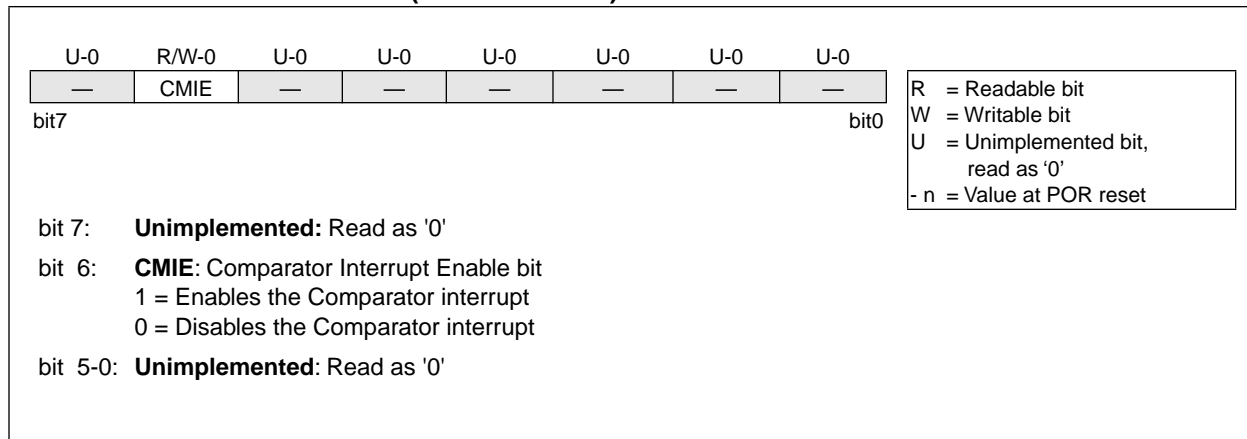 U-0 R/W-0 U-0 U-0 U-0 U-0 U-0 U-0
— CMIE — — — — — —
bit7 bit0
R = Readable bit
W = Writable bit
U = Unimplemented bit,
read as ‘0’
- n = Value at POR reset
bit 7: Unimplemented: Read as '0'
bit 6: CMIE: Comparator Interrupt Enable bit
1 = Enables the Comparator interrupt
0 = Disables the Comparator interrupt
bit 5-0: Unimplemented: Read as '0'